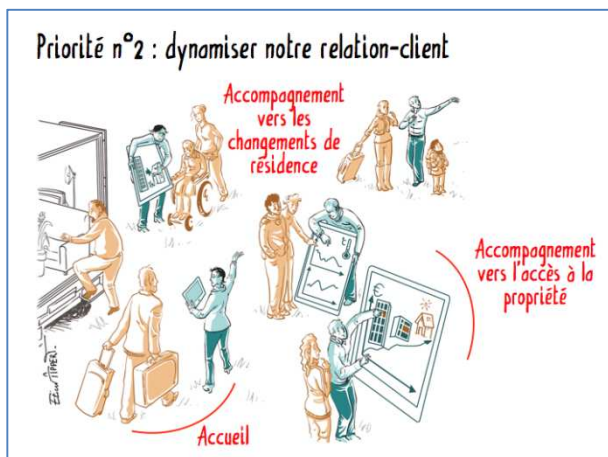 Priorité n°2 : dynamiser notre relation-client
Accompagnement
vers les
changements de
résidence
Accompagnement
vers l'accès à la
propriété
€
t
Accueil